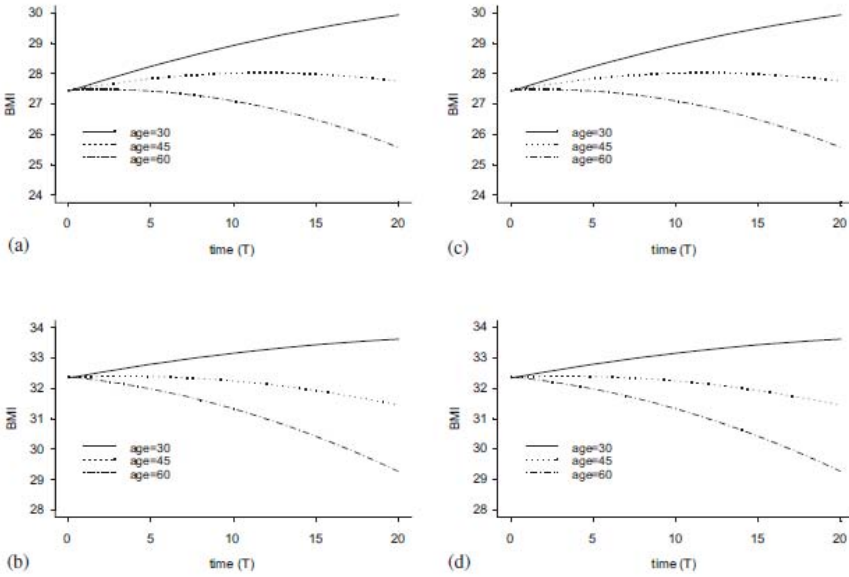 30
29
28
27
26
25
24
BMI
age=30
age=45
age=60
0 5 10 15 20
time (T)
(a)
30
29
28
27
26
25
24
BMI
age=30
age=45
age=60
0 5 10 15 20
time (T)
(c)
34
33
32
31
30
29
28
BMI
age=30
age=45
age=60
0 5 10 15 20
time (T)
(b)
34
33
32
31
30
29
28
BMI
age=30
age=45
age=60
0 5 10 15 20
time (T)
(d)